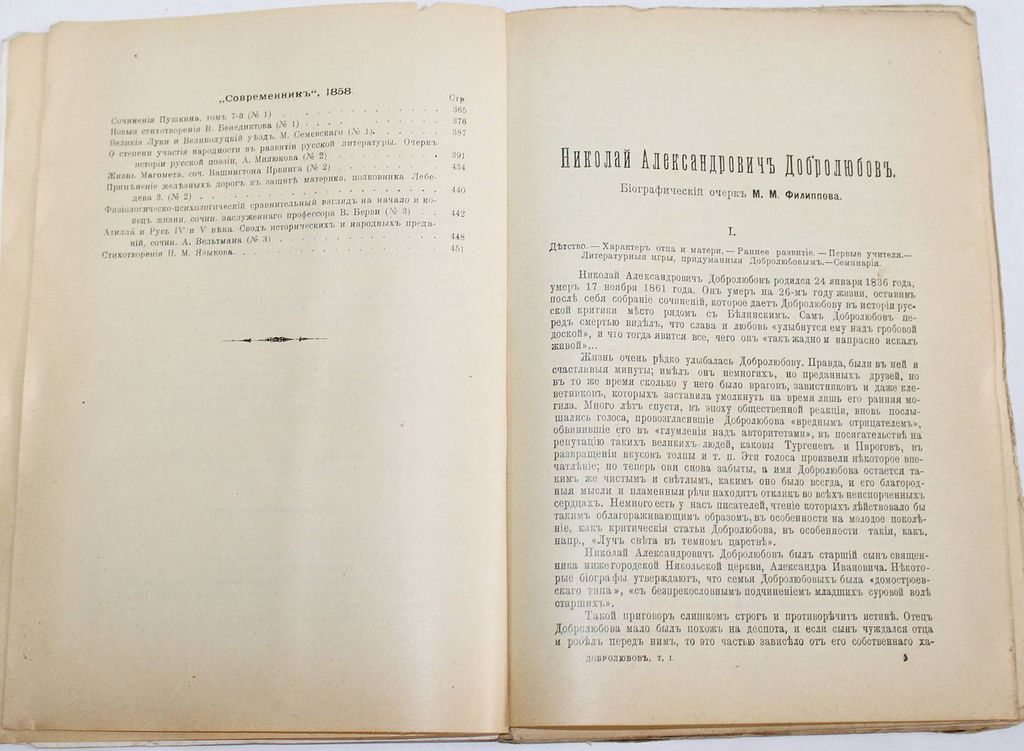 „Современникъ“, 1858.
Стр.
Сочиненія Пушкина, томъ 7-й (№ 1) . . . . . . . . . . 365
Новыя стихотворенія В. Бенедиктова (№ 1) . . . . . . . . 376
Великія Луки и Великолуцкій уѣздъ, М. Семевскаго (№ 1). . . . . . 387
О степени участія народности въ развитіи русской литературы. Очеркъ
исторіи русской поэзіи, А. Милюкова (№ 2) . . . . . . . 391
Жизнь Магомета, соч. Вашингтона Ирвинга (№ 2) . . . . . . . 434
Примѣненіе желѣзныхъ дорогъ къ защитѣ материка, полковника Лебе-
дева 3. (№ 2) . . . . . . . . . . . . . . 440
Физіологическо-психологическій сравнительный взглядъ на начало и ко-
нецъ жизни, сочин. заслуженнаго профессора В. Берви (№ 3) . . 442
Атилла и Русь IV и V вѣка. Сводъ историческихъ и народныхъ преда-
ній, сочин. А. Вельтмана (№ 3) . . . . . . . . . . 448
Стихотворенія Н. М. Языкова. . . . . . . . . . . . 451
Николай Александровичъ Добролюбовъ.
Біографическій очеркъ М. М. Филиппова.
I.
Дѣтство. — Характеръ отца и матери. — Раннее развитіе. — Первые учителя.—
Литературныя игры, придуманныя Добролюбовымъ.—Семинарія.
Николай Александровичъ Добролюбовъ родился 24 января 1836 года,
умеръ 17 ноября 1861 года. Онъ умеръ на 26-мъ году жизни, оставивъ
послѣ себя собраніе сочиненій, которое даетъ Добролюбову въ исторіи рус-
ской критики мѣсто рядомъ съ Бѣлинскимъ. Самъ Добролюбовъ пе-
редъ смертью видѣлъ, что слава и любовь «улыбнутся ему надъ гробовой
доской», и что тогда явится все, чего онъ «такъ жадно и напрасно искалъ
живой»...
Жизнь очень рѣдко улыбалась Добролюбову. Правда, были въ ней и
счастливыя минуты; имѣлъ онъ немногихъ, но преданныхъ друзей, но
въ то же время сколько у него было враговъ, завистниковъ и даже кле-
ветниковъ, которыхъ заставила умолкнуть на время лишь его ранняя мо-
гила. Много лѣтъ спустя, въ эпоху общественной реакціи, вновь послы-
шались голоса, провозгласившіе Добролюбова «вреднымъ отрицателемъ»,
обвинившіе его въ «глумленіи надъ авторитетами», въ посягательствѣ на
репутацію такихъ великихъ людей, каковы Тургеневъ и Пироговъ, въ
развращеніи вкусовъ толпы и т. п. Эти голоса произвели нѣкоторое впе-
чатлѣніе; но теперь они снова забыты, а имя Добролюбова остается та-
кимъ же чистымъ и свѣтлымъ, какимъ оно было всегда, и его благород-
ныя мысли и пламенныя рѣчи находятъ откликъ во всѣхъ неиспорченныхъ
сердцахъ. Немного есть у насъ писателей, чтеніе которыхъ дѣйствовало бы
такимъ облагораживающимъ образомъ, въ особенности на молодое поколѣ-
ніе, какъ критическія статьи Добролюбова, въ особенности такія, какъ,
напр., «Лучъ свѣта въ темномъ царствѣ».
Николай Александровичъ Добролюбовъ былъ старшій сынъ священ-
ника нижегородской Никольской церкви, Александра Ивановича. Нѣкото-
рые біографы утверждаютъ, что семья Добролюбовыхъ была «домостроев-
скаго типа», «съ безпрекословнымъ подчиненіемъ младшихъ суровой волѣ
старшихъ».
Такой приговоръ слишкомъ строгъ и противорѣчитъ истинѣ. Отецъ
Добролюбова мало былъ похожъ на деспота, и если сынъ чуждался отца
и робѣлъ передъ нимъ, то это частью зависѣло отъ его собственнаго ха-
ДОБРОЛЮБОВЪ, Т. I.